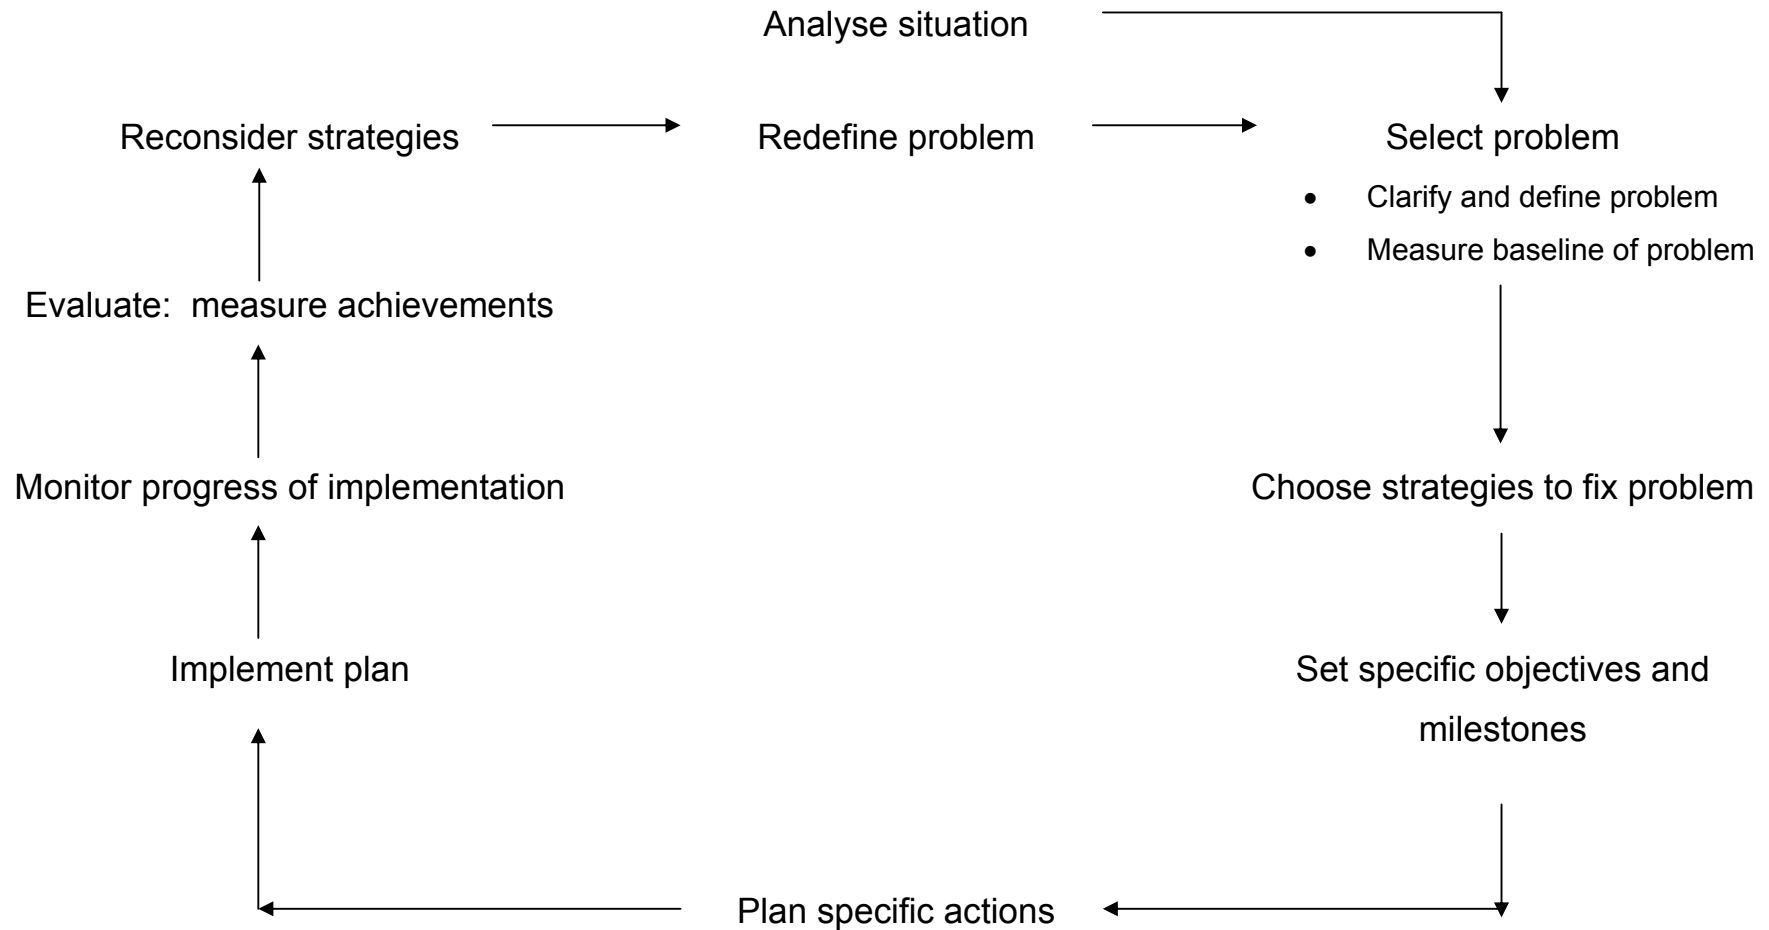 Analyse situation
Reconsider strategies
Redefine problem
Select problem
• Clarify and define problem
• Measure baseline of problem
Evaluate:  measure achievements
Monitor progress of implementation
Choose strategies to fix problem
Implement plan
Set specific objectives and
milestones
Plan specific actions